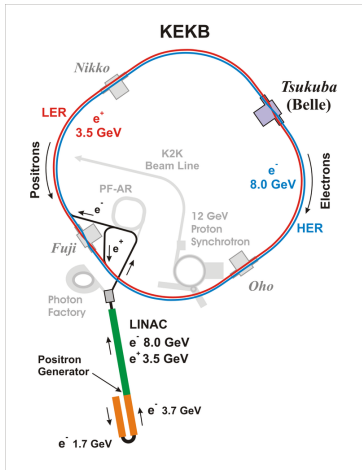 KEKB
Nikko
Tsukuba
(Belle)
LER
e+
3.5 GeV
K2K
Beam Line
e-
8.0 GeV
Positrons
Electrons
PF-AR
e-
12 GeV
Proton
Synchrotron
HER
Fuji
e+
Oho
Photon
Factory
LINAC
e- 8.0 GeV
e+ 3.5 GeV
Positron
Generator
e- 3.7 GeV
e- 1.7 GeV